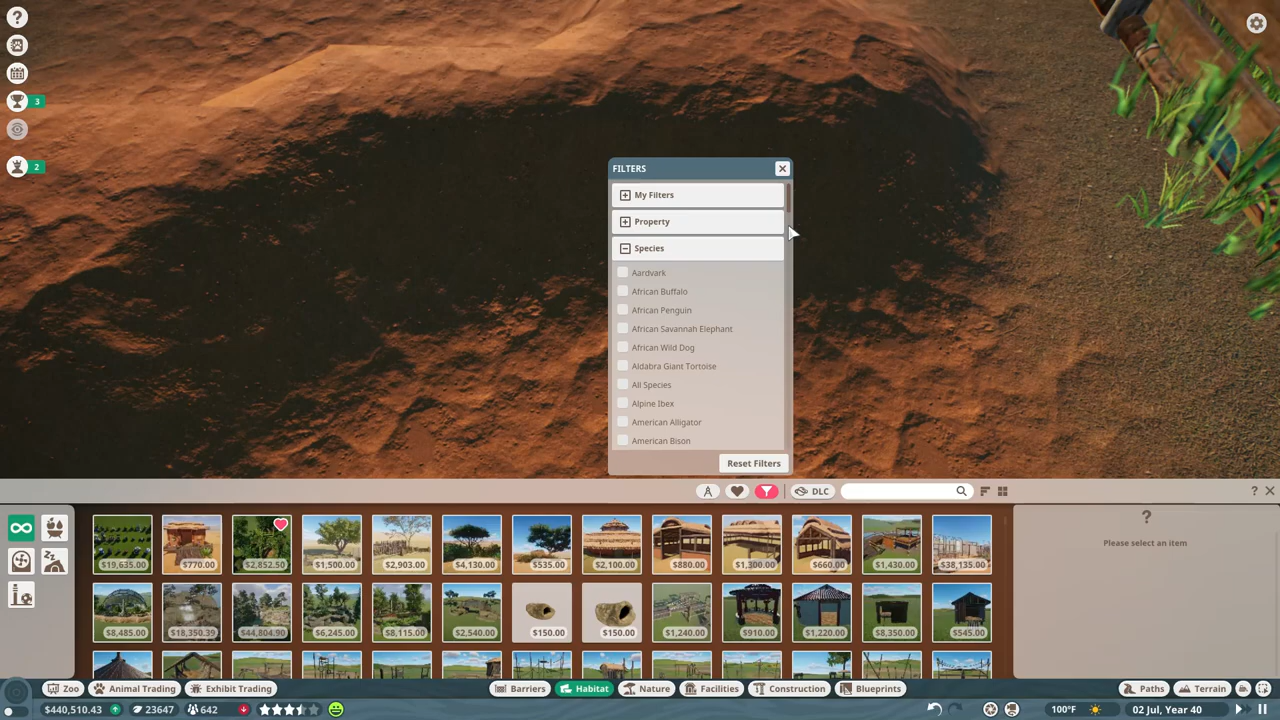 ?
3
2
FILTERS
My Filters
Property
Species
Aardvark
African Buffalo
African Penguin
African Savannah Elephant
African Wild Dog
Aldabra Giant Tortoise
All Species
Alpine Ibex
American Alligator
American Bison
Reset Filters
DLC
?
?
Please select an item
$19,635.00
$770.00
$2,852.50
$1,500.00
$2,903.00
$4,130.00
$535.00
$2,100.00
$880.00
$1,300.00
$660.00
$1,430.00
$38,135.00
$8,485.00
$18,350.39
$44,804.90
$6,245.00
$8,115.00
$2,540.00
$150.00
$150.00
$1,240.00
$910.00
$1,220.00
$8,350.00
$545.00
Zoo
Animal Trading
Exhibit Trading
Barriers
Habitat
Nature
Facilities
Construction
Blueprints
Paths
Terrain
$440,510.43
23647
642
100°F
02 Jul, Year 40